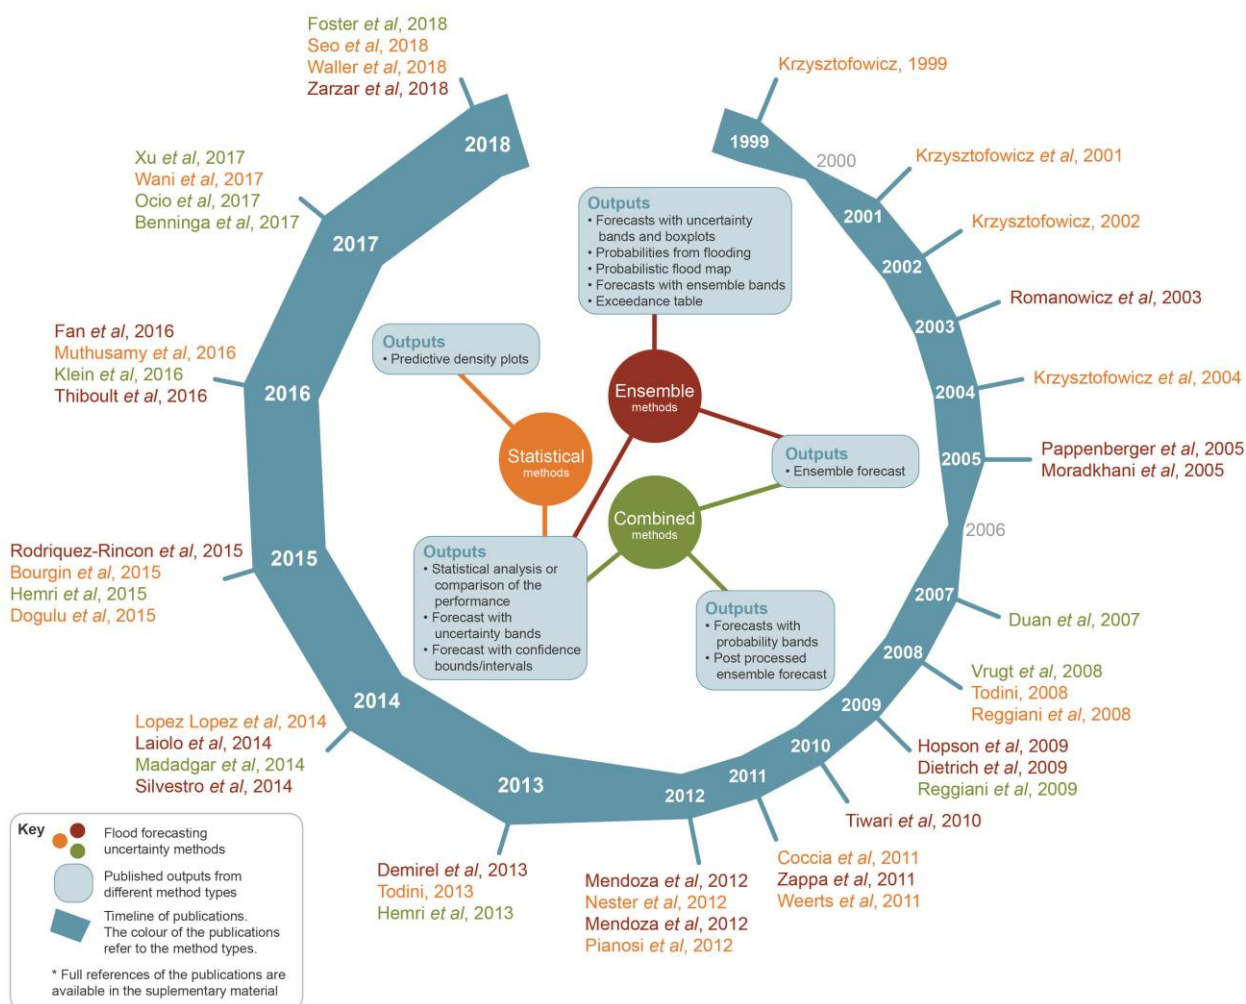 Foster et al, 2018
Seo et al, 2018
Waller et al, 2018
Zarzar et al, 2018
Krzysztofowicz, 1999
2018
1999
2000
Xu et al, 2017
Wani et al, 2017
Ocio et al, 2017
Benninga et al, 2017
Krzysztofowicz et al, 2001
2017
2001
Krzysztofowicz, 2002
2002
Outputs
• Forecasts with uncertainty
bands and boxplots
• Probabilities from flooding
• Probabilistic flood map
• Forecasts with ensemble bands
• Exceedance table
Romanowicz et al, 2003
2003
Fan et al, 2016
Muthusamy et al, 2016
Klein et al, 2016
Thiboult et al, 2016
2016
Outputs
• Predictive density plots
Ensemble
methods
Krzysztofowicz et al, 2004
2004
Statistical
methods
Outputs
• Ensemble forecast
2005
Pappenberger et al, 2005
Moradkhani et al, 2005
Combined
methods
2006
Rodriquez-Rincon et al, 2015
Bourgin et al, 2015
Hemri et al, 2015
Dogulu et al, 2015
2015
Outputs
• Statistical analysis or
comparison of the
performance
• Forecast with
uncertainty bands
• Forecast with confidence
bounds/intervals
Outputs
• Forecasts with
probability bands
• Post processed
ensemble forecast
2007
Duan et al, 2007
2008
Vrugt et al, 2008
Todini, 2008
Reggiani et al, 2008
2014
Lopez Lopez et al, 2014
Laiolo et al, 2014
Madadgar et al, 2014
Silvestro et al, 2014
2009
Hopson et al, 2009
Dietrich et al, 2009
Reggiani et al, 2009
2010
Tiwari et al, 2010
2013
2012
2011
Demirel et al, 2013
Todini, 2013
Hemri et al, 2013
Mendoza et al, 2012
Nester et al, 2012
Mendoza et al, 2012
Pianosi et al, 2012
Coccia et al, 2011
Zappa et al, 2011
Weerts et al, 2011
Key
Flood forecasting
uncertainty methods
Published outputs from
different method types
Timeline of publications.
The colour of the publications
refer to the method types.
* Full references of the publications are
available in the suplementary material